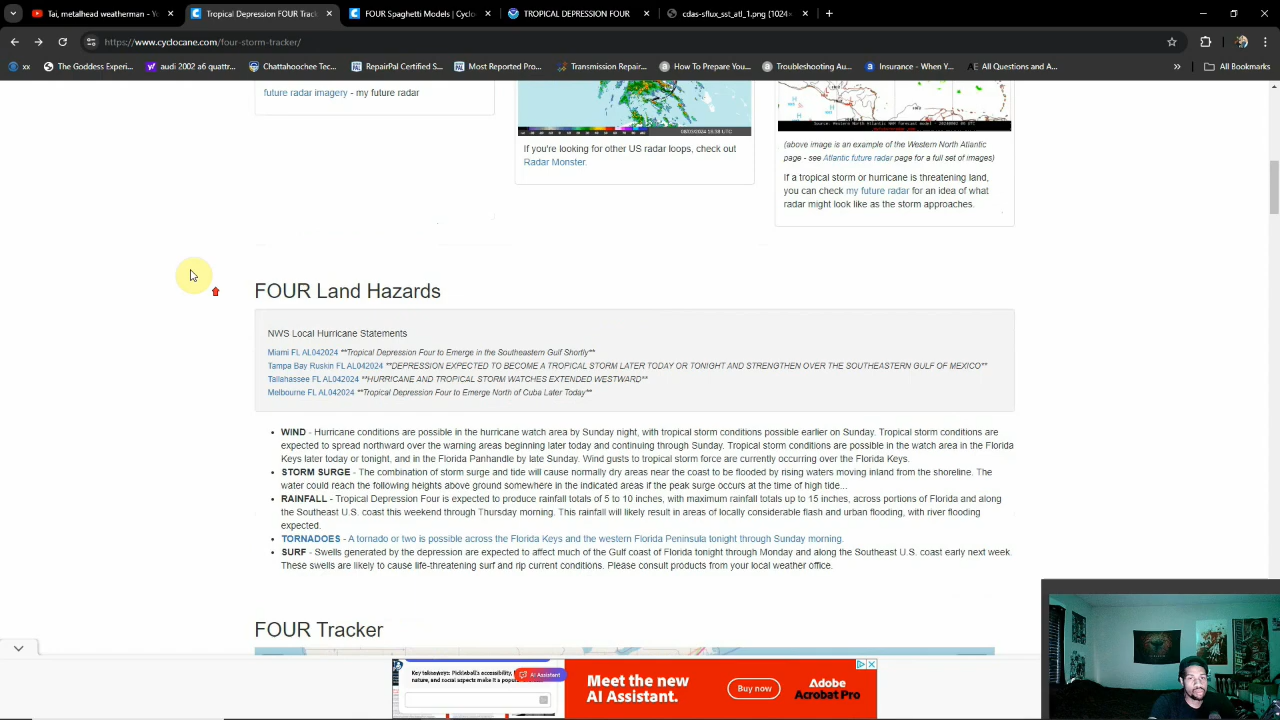 Tai, metalhead weatherman - Yo
Tropical Depression FOUR Track
FOUR Spaghetti Models | Cyclo
TROPICAL DEPRESSION FOUR
cdas-sflux_sst_atl_1.png (1024×
https://www.cyclocane.com/four-storm-tracker/
xx
The Goddess Experi...
audi 2002 a6 quattr...
Chattahoochee Tec...
RepairPal Certified S...
Most Reported Pro...
Transmission Repair...
How To Prepare You...
Troubleshooting Au...
Insurance - When Y...
All Questions and A...
All Bookmarks
future radar imagery - my future radar
08/03/2024 15:38 UTC
If you're looking for other US radar loops, check out
Radar Monster.
(above image is an example of the Western North Atlantic
page - see Atlantic future radar page for a full set of images)
If a tropical storm or hurricane is threatening land,
you can check my future radar for an idea of what
radar might look like as the storm approaches.
FOUR Land Hazards
NWS Local Hurricane Statements
Miami FL AL042024 **Tropical Depression Four to Emerge in the Southeastern Gulf Shortly**
Tampa Bay Ruskin FL AL042024 **DEPRESSION EXPECTED TO BECOME A TROPICAL STORM LATER TODAY OR TONIGHT AND STRENGTHEN OVER THE SOUTHEASTERN GULF OF MEXICO**
Tallahassee FL AL042024 **HURRICANE AND TROPICAL STORM WATCHES EXTENDED WESTWARD**
Melbourne FL AL042024 **Tropical Depression Four to Emerge North of Cuba Later Today**
• WIND - Hurricane conditions are possible in the hurricane watch area by Sunday night, with tropical storm conditions possible earlier on Sunday. Tropical storm conditions are
expected to spread northward over the warning areas beginning later today and continuing through Sunday. Tropical storm conditions are possible in the watch area in the Florida
Keys later today or tonight, and in the Florida Panhandle by late Sunday. Wind gusts to tropical storm force are currently occurring over the Florida Keys.
• STORM SURGE - The combination of storm surge and tide will cause normally dry areas near the coast to be flooded by rising waters moving inland from the shoreline. The
water could reach the following heights above ground somewhere in the indicated areas if the peak surge occurs at the time of high tide...
• RAINFALL - Tropical Depression Four is expected to produce rainfall totals of 5 to 10 inches, with maximum rainfall totals up to 15 inches, across portions of Florida and along
the Southeast U.S. coast this weekend through Thursday morning. This rainfall will likely result in areas of locally considerable flash and urban flooding, with river flooding
expected.
• TORNADOES - A tornado or two is possible across the Florida Keys and the western Florida Peninsula tonight through Sunday morning.
• SURF - Swells generated by the depression are expected to affect much of the Gulf coast of Florida tonight through Monday and along the Southeast U.S. coast early next week.
These swells are likely to cause life-threatening surf and rip current conditions. Please consult products from your local weather office.
FOUR Tracker
Key takeaways: Pickleball's accessibility,
nature, and social aspects make it a
AI Assistant
Meet the new
AI Assistant.
Buy now
Adobe
Acrobat Pro